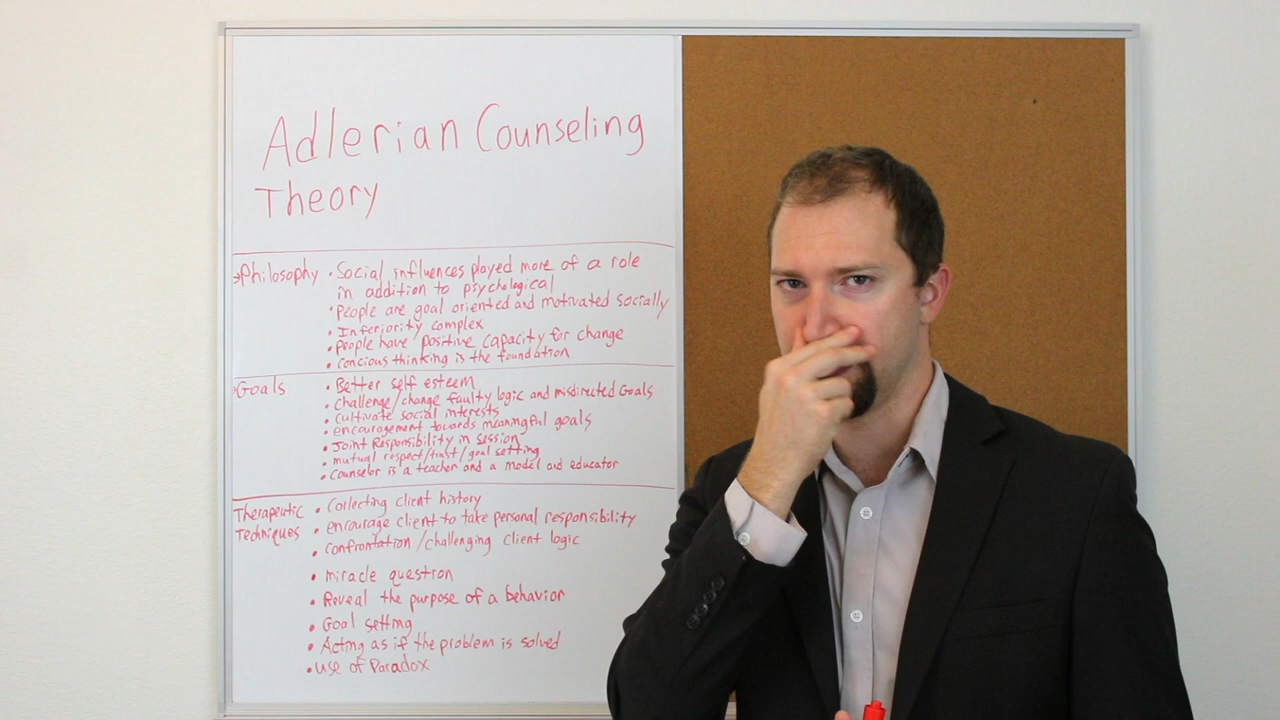 Adlerian Counseling
Theory
Philosophy • Social influences played more of a role
in addition to psychological
• People are goal oriented and motivated socially
• Inferiority complex
• People have positive capacity for change
• concious thinking is the foundation
Goals • Better self esteem
• challenge/change faulty logic and misdirected Goals
• cultivate social interests
• encouragement towards meaningful goals
• Joint Responsibility in session
• mutual respect/trust/goal setting
• counselor is a teacher and a model aid educator
Therapeutic • Collecting client history
Techniques • encourage client to take personal responsibility
• confrontation/challenging client logic
• miracle question
• Reveal the purpose of a behavior
• Goal setting
• Acting as if the problem is solved
• use of Paradox